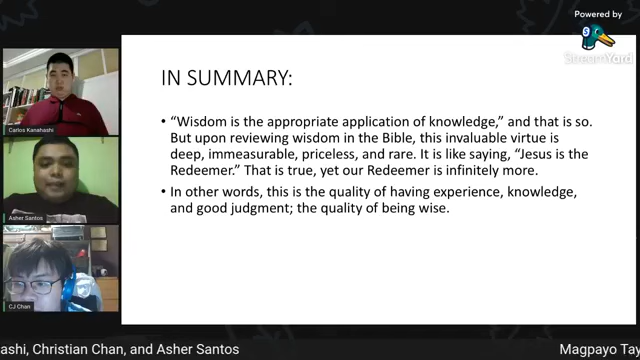 Powered by
StreamYard
IN SUMMARY:
• “Wisdom is the appropriate application of knowledge,” and that is so.
But upon reviewing wisdom in the Bible, this invaluable virtue is
deep, immeasurable, priceless, and rare. It is like saying, “Jesus is the
Redeemer.” That is true, yet our Redeemer is infinitely more.
• In other words, this is the quality of having experience, knowledge,
and good judgment; the quality of being wise.
Carlos Kanahashi
Asher Santos
CJ Chan
ashi, Christian Chan, and Asher Santos
Magpayo Tay